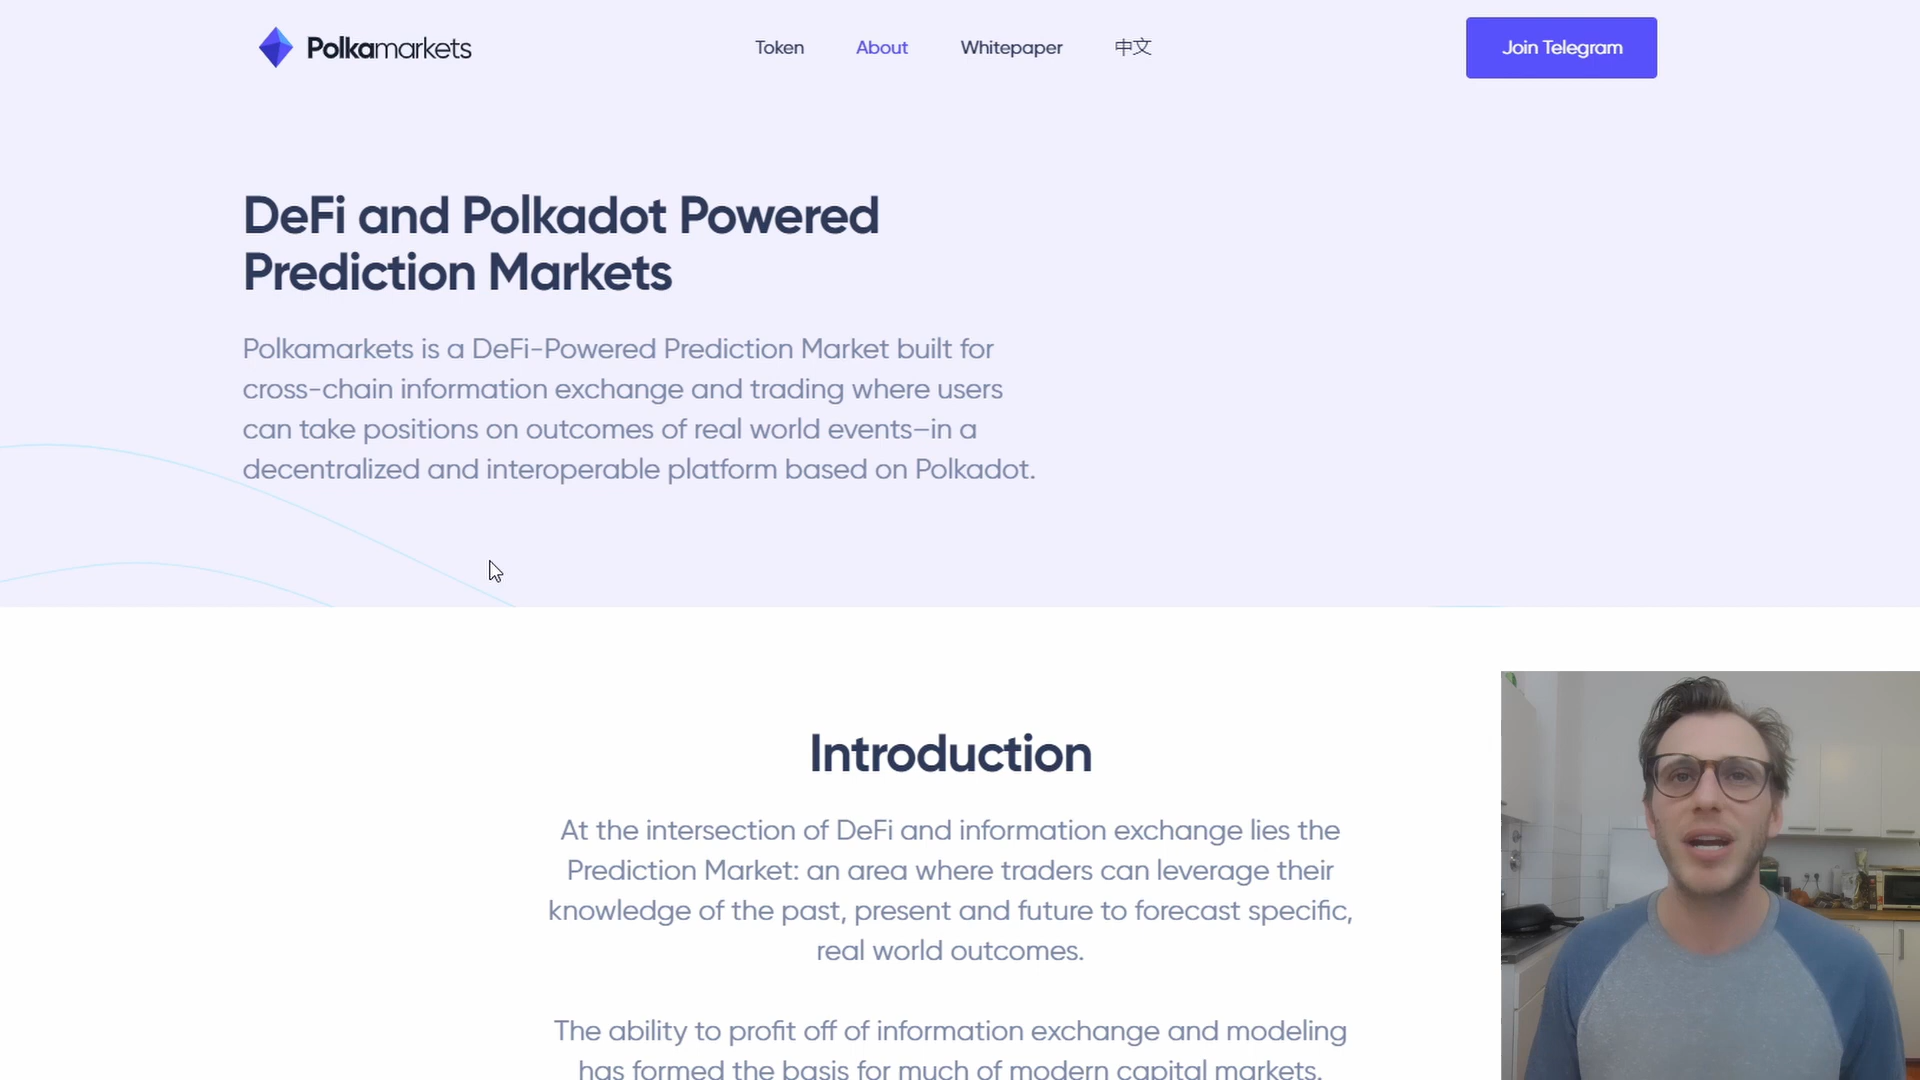 Polkamarkets
Token
About
Whitepaper
中文
Join Telegram
DeFi and Polkadot Powered
Prediction Markets
Polkamarkets is a DeFi-Powered Prediction Market built for
cross-chain information exchange and trading where users
can take positions on outcomes of real world events–in a
decentralized and interoperable platform based on Polkadot.
Introduction
At the intersection of DeFi and information exchange lies the
Prediction Market: an area where traders can leverage their
knowledge of the past, present and future to forecast specific,
real world outcomes.
The ability to profit off of information exchange and modeling
has formed the basis for much of modern capital markets.